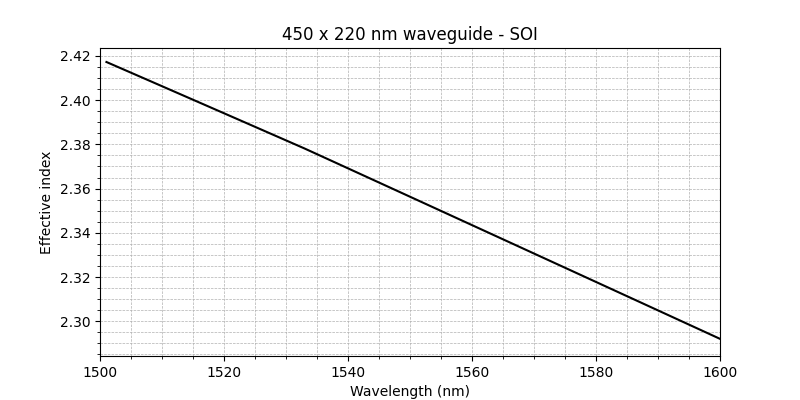 450 x 220 nm waveguide - SOI
Effective index
2.42
2.40
2.38
2.36
2.34
2.32
2.30
1500 1520 1540 1560 1580 1600
Wavelength (nm)